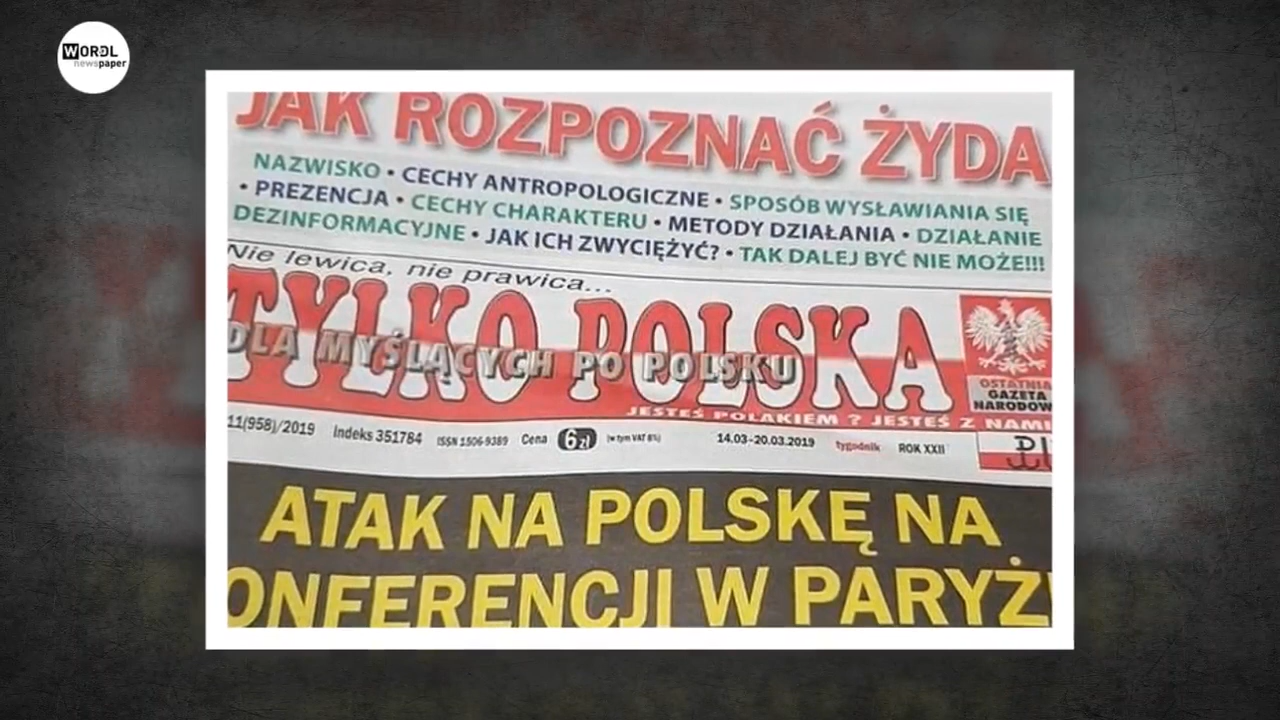 WORDL
newspaper
JAK ROZPOZNAĆ ŻYDA
NAZWISKO • CECHY ANTROPOLOGICZNE • SPOSÓB WYSŁAWIANIA SIĘ
• PREZENCJA • CECHY CHARAKTERU • METODY DZIAŁANIA • DZIAŁANIE
DEZINFORMACYJNE • JAK ICH ZWYCIĘŻYĆ? • TAK DALEJ BYĆ NIE MOŻE!!!
Nie lewica, nie prawica...
TYLKO POLSKA
DLA MYŚLĄCYCH PO POLSKU
OSTATNIA
GAZETA
NARODOW
JESTEŚ POLAKIEM ? JESTEŚ Z NAMI
11(958)/2019 Indeks 351784 ISSN 1506-9389 Cena 6 zł (w tym VAT 8%) 14.03-20.03.2019 tygodnik ROK XXII
ATAK NA POLSKĘ NA
ONFERENCJI W PARYŻ